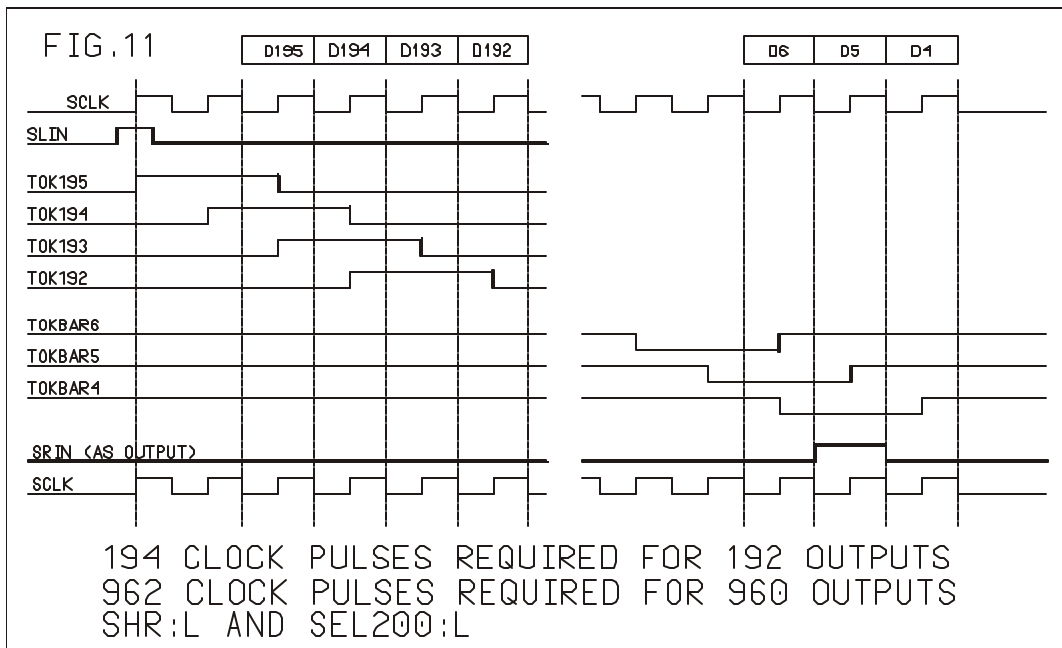 FIG.11
D195 D194 D193 D192 D6 D5 D4
SCLK
SLIN
TOK195
TOK194
TOK193
TOK192
TOKBAR6
TOKBAR5
TOKBAR4
SRIN (AS OUTPUT)
SCLK
194 CLOCK PULSES REQUIRED FOR 192 OUTPUTS
962 CLOCK PULSES REQUIRED FOR 960 OUTPUTS
SHR:L AND SEL200:L